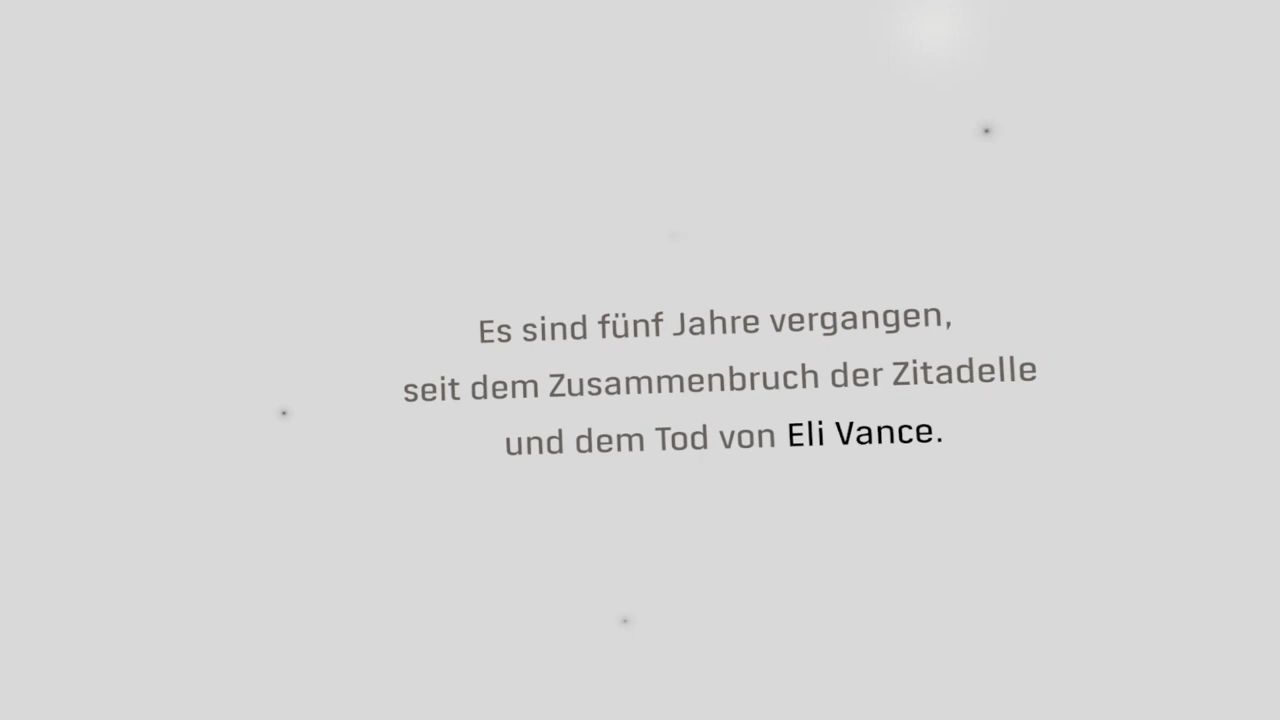 Es sind fünf Jahre vergangen,
seit dem Zusammenbruch der Zitadelle
und dem Tod von Eli Vance.